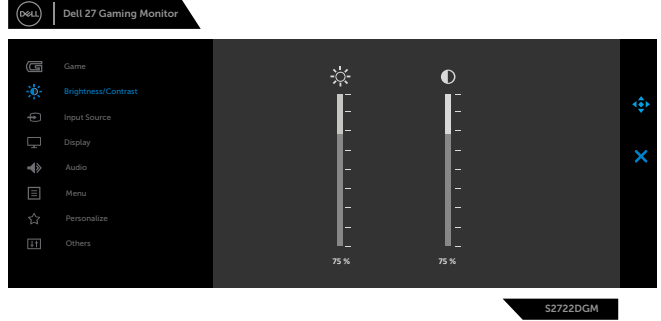 DELL
Dell 27 Gaming Monitor
Game
Brightness/Contrast
Input Source
Display
Audio
Menu
Personalize
Others
75 %
75 %
S2722DGM